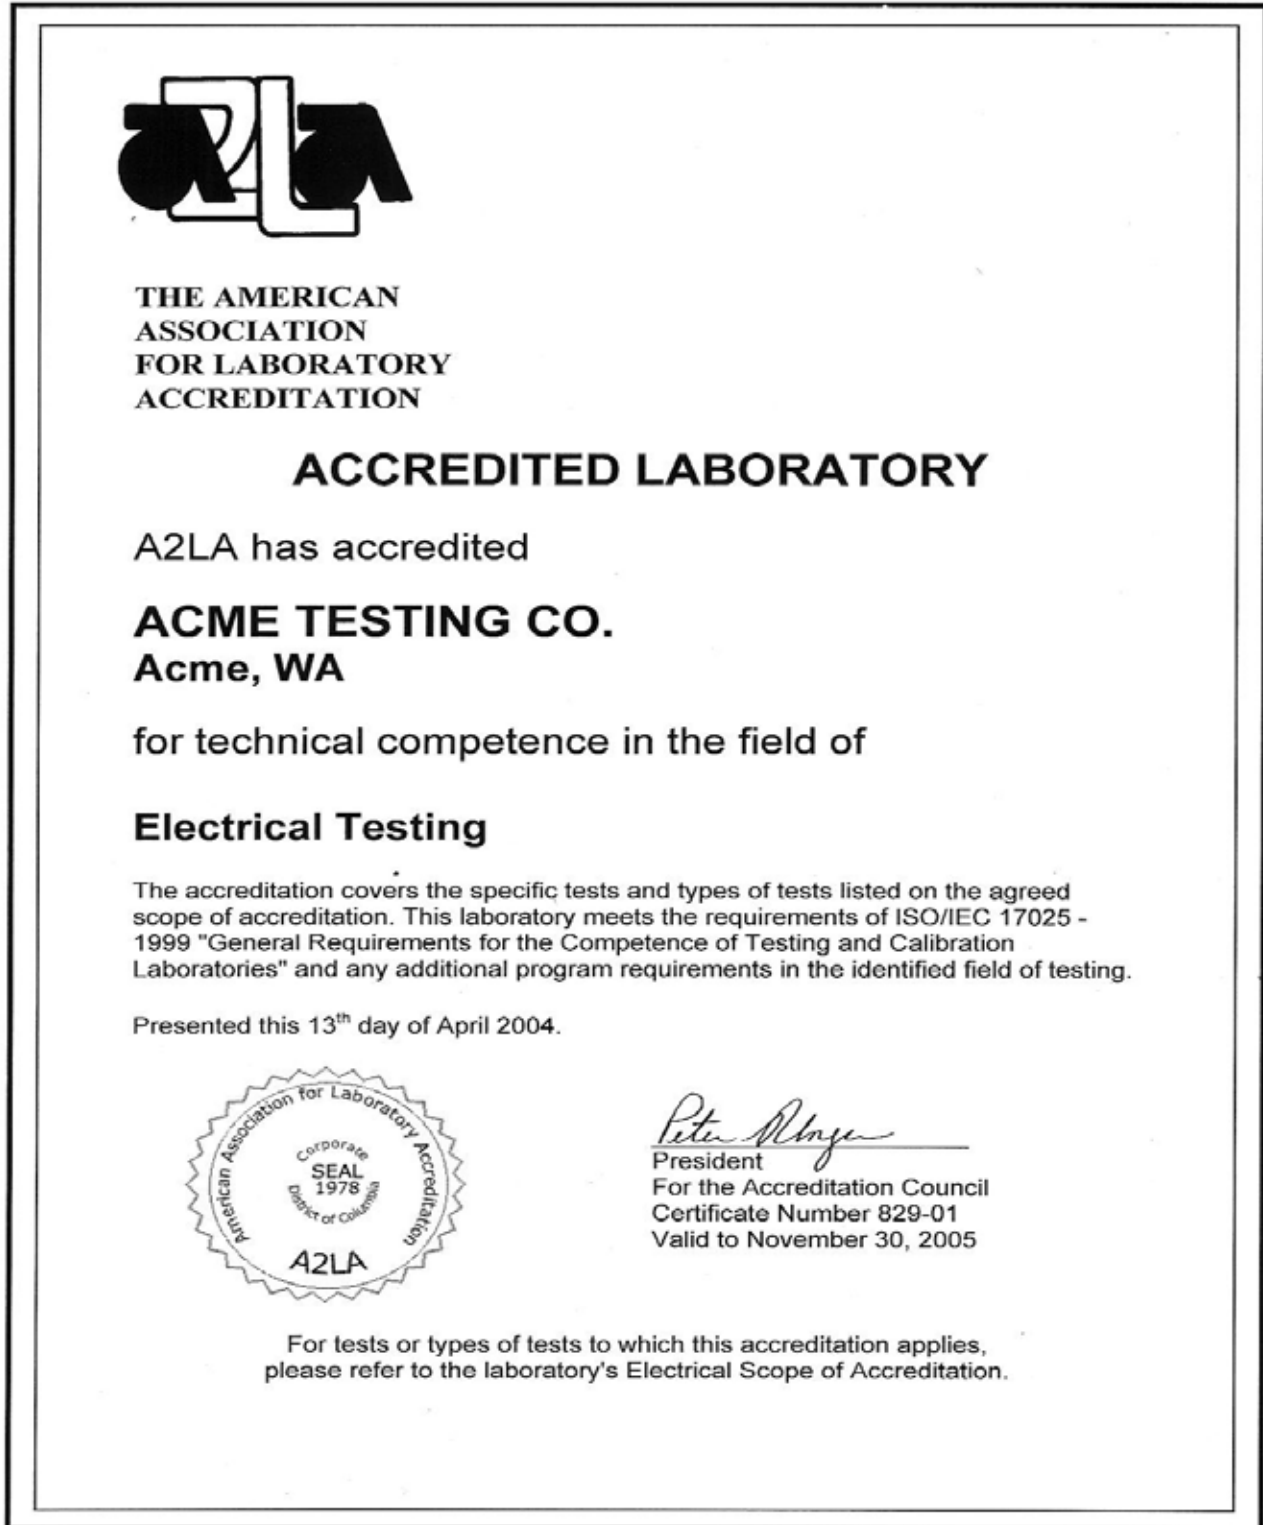 A2LA
THE AMERICAN
ASSOCIATION
FOR LABORATORY
ACCREDITATION
ACCREDITED LABORATORY
A2LA has accredited
ACME TESTING CO.
Acme, WA
for technical competence in the field of
Electrical Testing
The accreditation covers the specific tests and types of tests listed on the agreed
scope of accreditation. This laboratory meets the requirements of ISO/IEC 17025 -
1999 "General Requirements for the Competence of Testing and Calibration
Laboratories" and any additional program requirements in the identified field of testing.
Presented this 13th day of April 2004.
American Association for Laboratory Accreditation
Corporate
SEAL
1978
District of Columbia
A2LA
Peter
President
For the Accreditation Council
Certificate Number 829-01
Valid to November 30, 2005
For tests or types of tests to which this accreditation applies,
please refer to the laboratory's Electrical Scope of Accreditation.